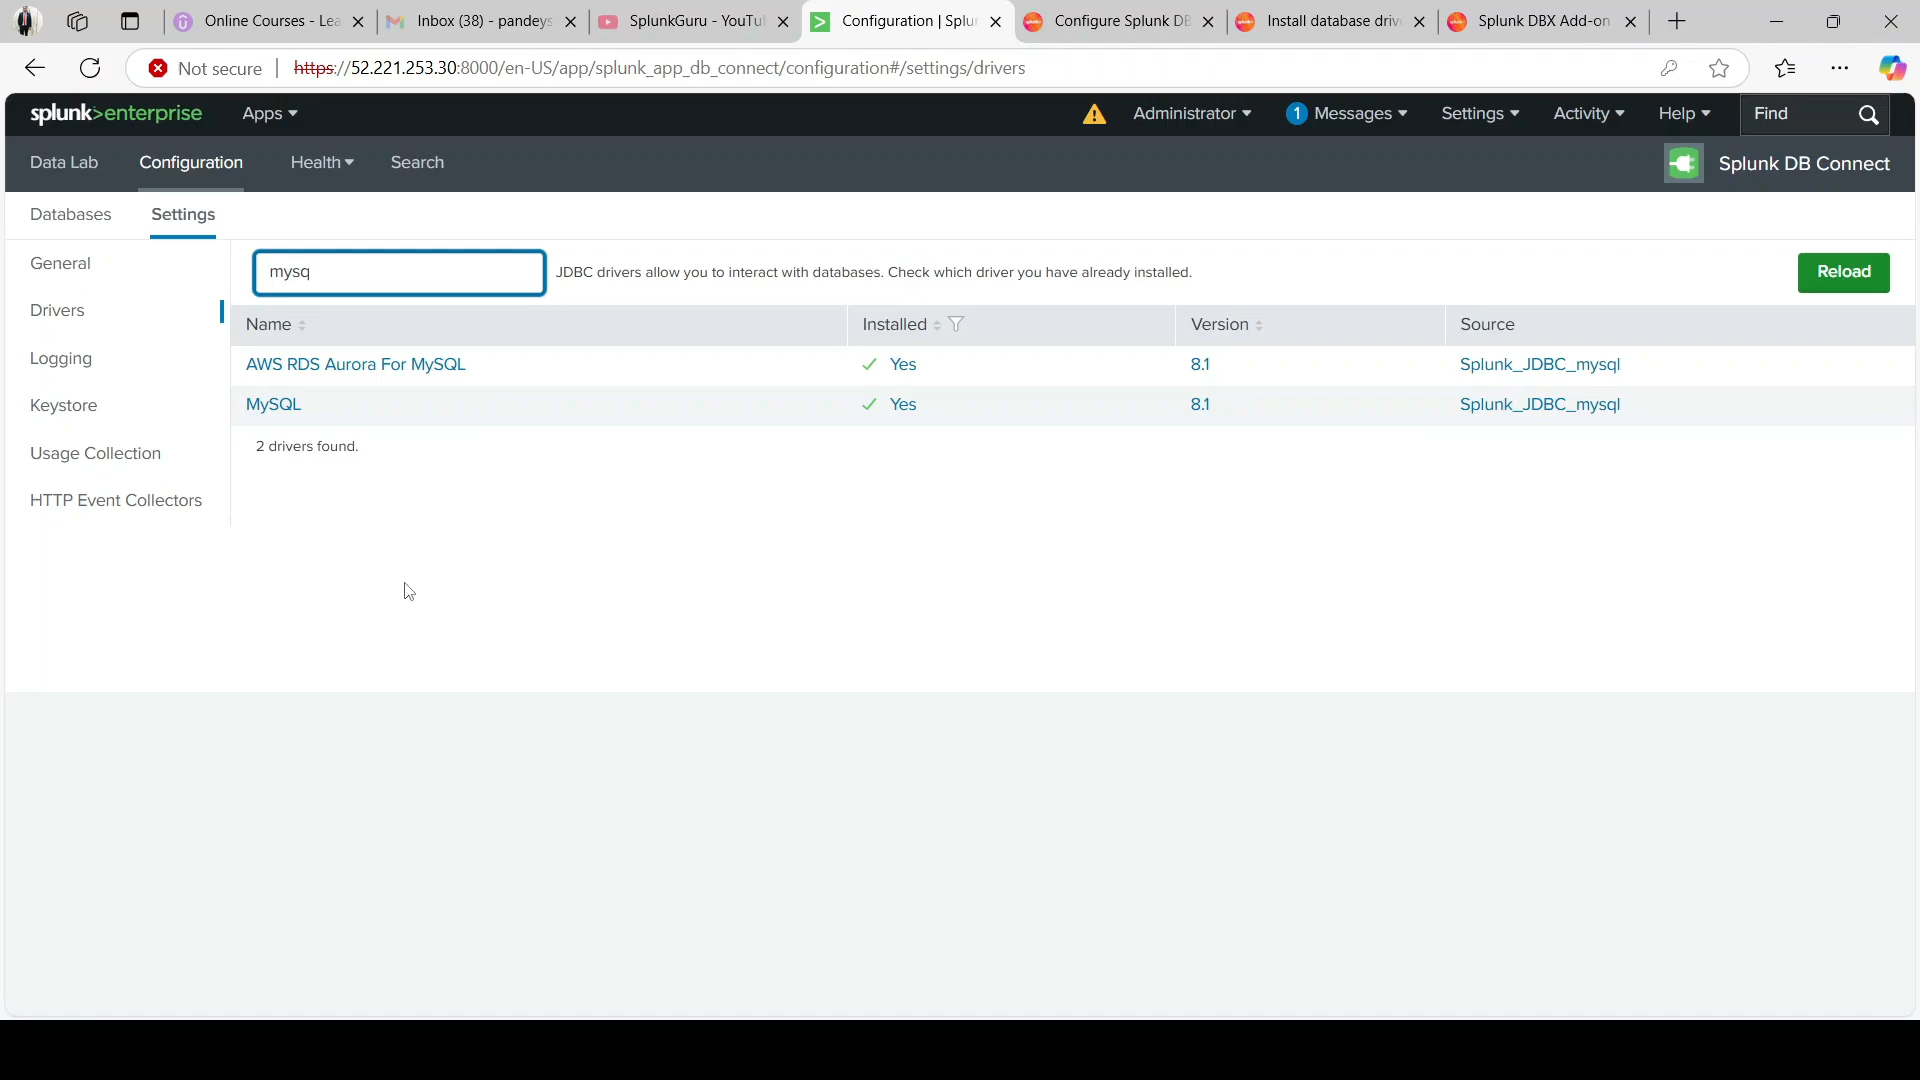 Online Courses - Lea
Inbox (38) - pandeys
SplunkGuru - YouTu
Configuration | Splu
Configure Splunk DB
Install database driv
Splunk DBX Add-on
Not secure
https://52.221.253.30:8000/en-US/app/splunk_app_db_connect/configuration#/settings/drivers
splunk>enterprise
Apps
Administrator
1 Messages
Settings
Activity
Help
Find
Data Lab
Configuration
Health
Search
Splunk DB Connect
Databases
Settings
General
Drivers
Logging
Keystore
Usage Collection
HTTP Event Collectors
mysq
JDBC drivers allow you to interact with databases. Check which driver you have already installed.
Reload
Name Installed Version Source
AWS RDS Aurora For MySQL Yes 8.1 Splunk_JDBC_mysql
MySQL Yes 8.1 Splunk_JDBC_mysql
2 drivers found.